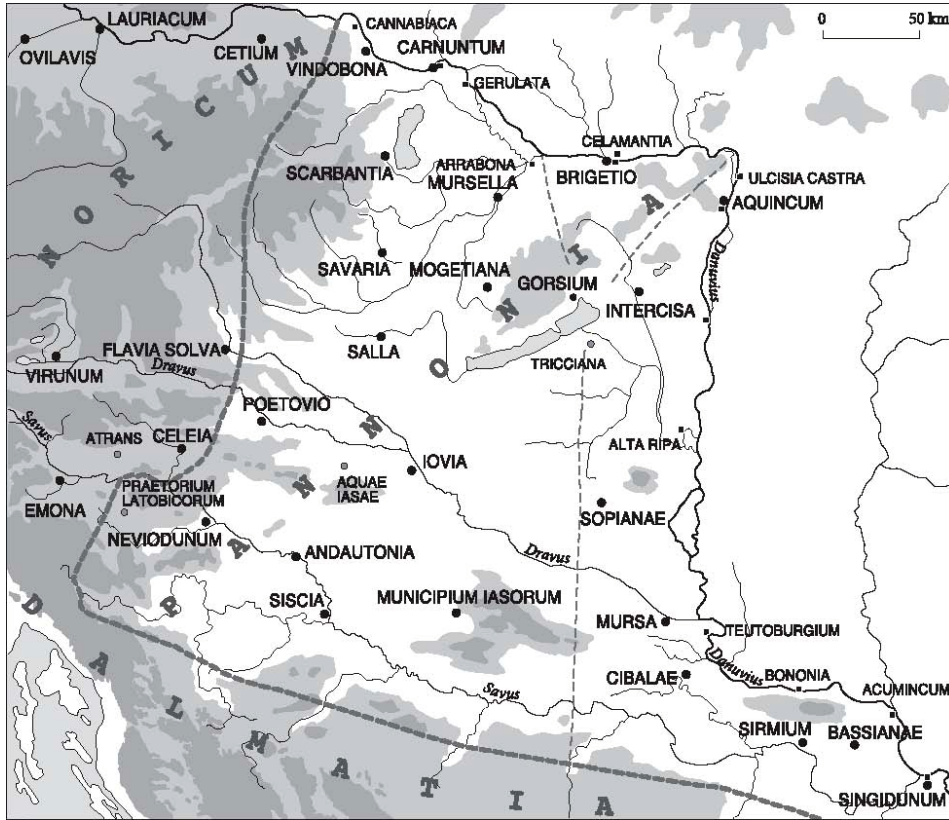 LAURIACUM
OVILAVIS
CETIUM
CANNABIACA
VINDOBONA
CARNUNTUM
GERULATA
0 50 km
NORICUM
SCARBANTIA
ARRABONA
MURSELLA
CELAMANTIA
BRIGETIO
ULCISIA CASTRA
AQUINCUM
SAVARIA
MOGETIANA
GORSIUM
INTERCISA
Danuvius
PANNONIA
FLAVIA SOLVA
VIRUNUM
Dravus
SALLA
TRICCIANA
Savus
ATRANS
CELEIA
POETOVIO
IOVIA
ALTA RIPA
EMONA
PRAETORIUM
LATOBICORUM
NEVIODUNUM
AQUAE
IASAE
SOPIANAE
ANDAUTONIA
Dravus
SISCIA
MUNICIPIUM IASORUM
MURSA
TEUTOBURGIUM
DALMATIA
Savus
CIBALAE
Danuvius
BONONIA
ACUMINCUM
SIRMIUM
BASSIANAE
SINGIDUNUM